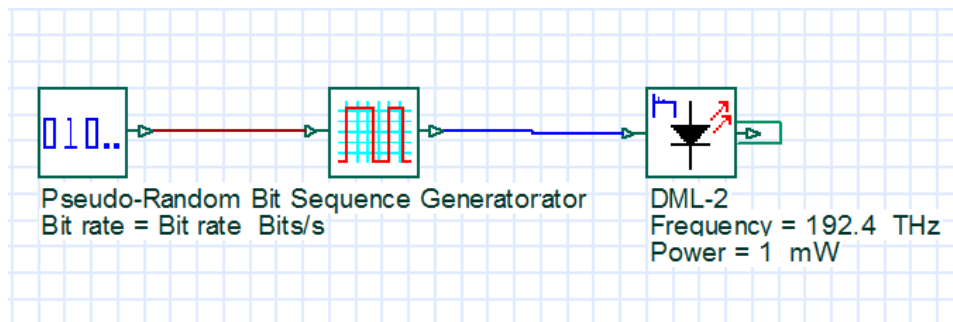 010..
Pseudo-Random Bit Sequence Generatorator
Bit rate = Bit rate Bits/s
DML-2
Frequency = 192.4 THz
Power = 1 mW